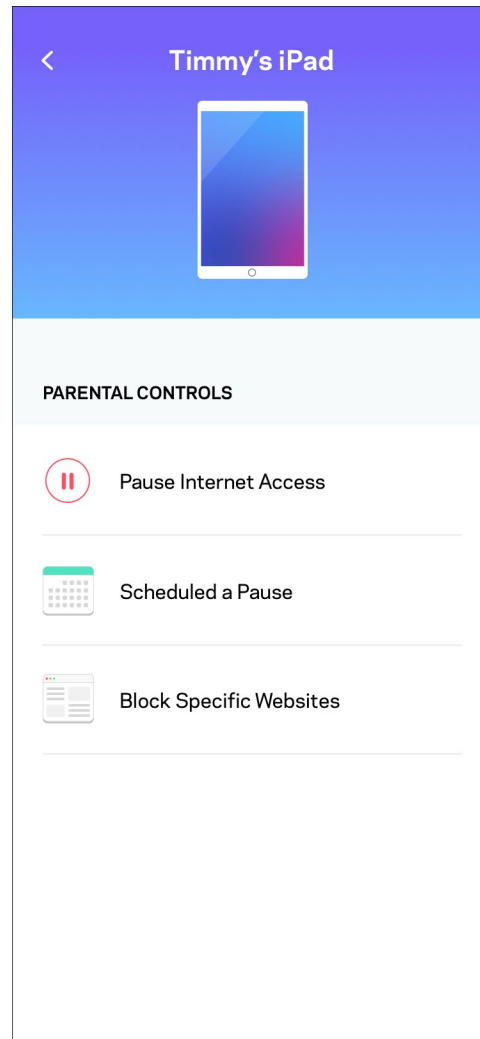 Timmy’s iPad
PARENTAL CONTROLS
Pause Internet Access
Scheduled a Pause
Block Specific Websites